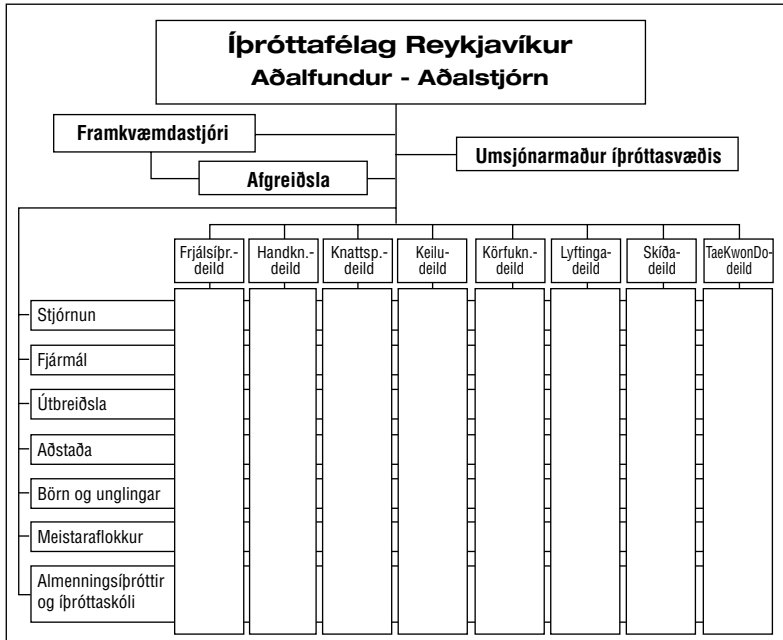 Íþróttafélag Reykjavíkur
Aðalfundur - Aðalstjórn
Framkvæmdastjóri
Umsjónarmaður íþróttasvæðis
Afgreiðsla
Frjálsíþr.-
deild
Handkn.-
deild
Knattsp.-
deild
Keilu-
deild
Körfukn.-
deild
Lyftinga-
deild
Skíða-
deild
TaeKwonDo-
deild
Stjórnun
Fjármál
Útbreiðsla
Aðstaða
Börn og unglingar
Meistaraflokkur
Almenningsíþróttir
og íþróttaskóli